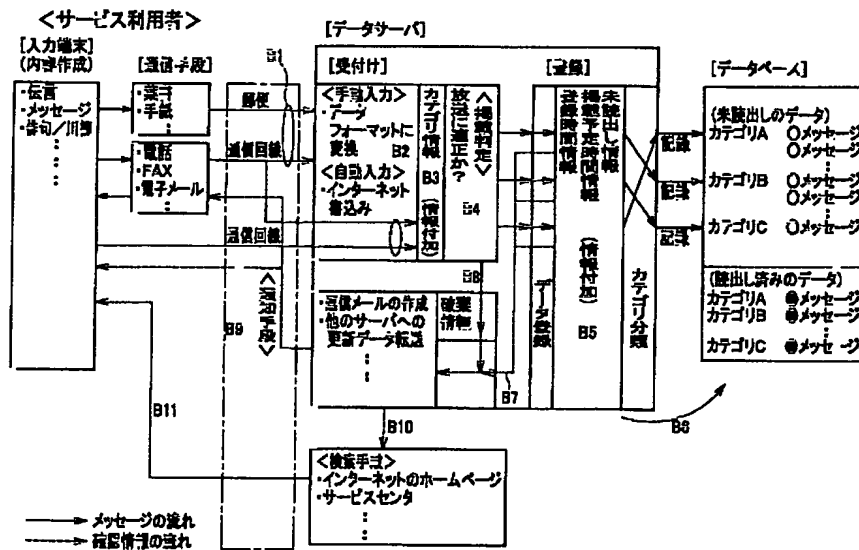 <サービス利用者>
[入力端末]
(内容作成)
・伝言
・メッセージ
・俳句／川柳
[通信手段]
・葉書
・手紙
・電話
・FAX
・電子メール
郵便
通信回線
通信回線
B1
<返却手段>
B9
[データサーバ]
[受付け]
<手動入力>
・データ
フォーマットに
変換 B2
<自動入力>
・インターネット
書込み
カテゴリ情報 B3 (情報付加)
<掲載判定>
放送に適正か?
B4
B8
・返信メールの作成
・他のサーバへの
更新データ転送
破棄
情報
B7
[登録]
データ登録
未読出し情報
掲載予定時間情報
登録時間情報
(情報付加)
B5
カテゴリ分類
記録
記録
記録
B6
[データベース]
(未読出しのデータ)
カテゴリA ○メッセージ
○メッセージ
カテゴリB ○メッセージ
○メッセージ
カテゴリC ○メッセージ
(読出し済みのデータ)
カテゴリA ●メッセージ
カテゴリB ●メッセージ
カテゴリC ●メッセージ
B10
B11
<検索手段>
・インターネットのホームページ
・サービスセンタ
メッセージの流れ
確認情報の流れ